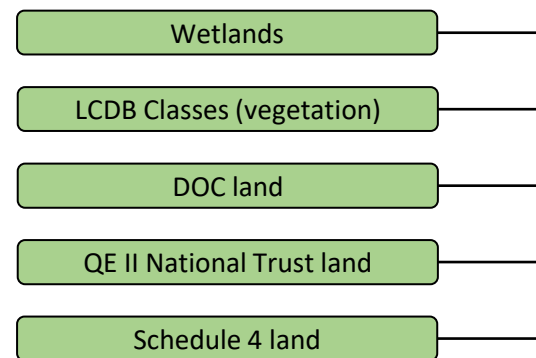 Wetlands
LCDB Classes (vegetation)
DOC land
QE II National Trust land
Schedule 4 land